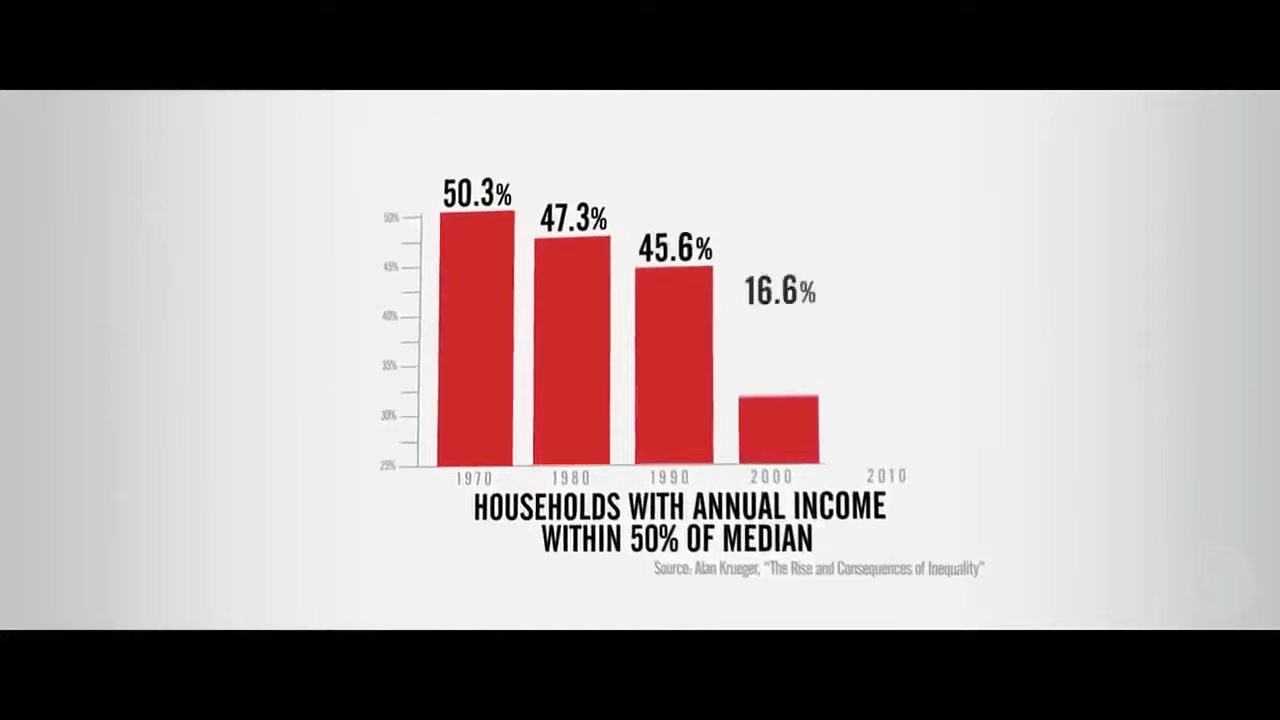 50.3%
47.3%
45.6%
16.6%
50%
45%
40%
35%
30%
25%
1970 1980 1990 2000 2010
HOUSEHOLDS WITH ANNUAL INCOME
WITHIN 50% OF MEDIAN
Source: Alan Krueger, "The Rise and Consequences of Inequality"